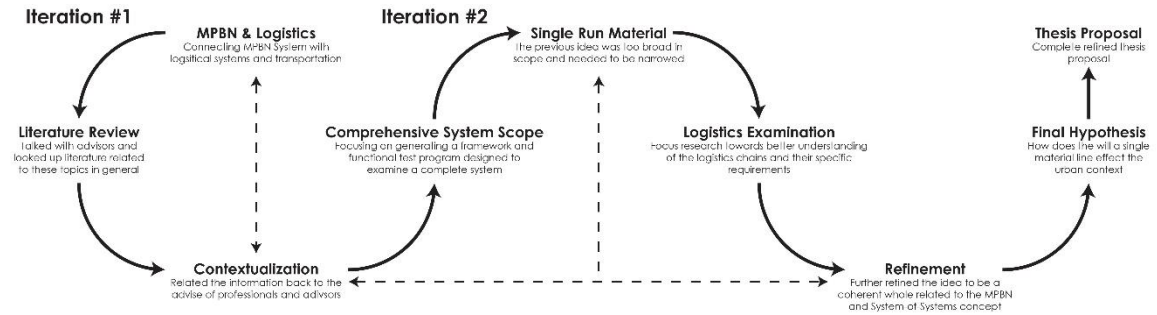 Iteration #1
MPBN & Logistics
Connecting MPBN System with
logsitical systems and transportation
Literature Review
Talked with advisors and
looked up literature related
to these topics in general
Contextualization
Related the information back to the
advise of professionals and adivsors
Iteration #2
Comprehensive System Scope
Focusing on generating a framework and
functional test program designed to
examine a complete system
Single Run Material
The previous idea was too broad in
scope and needed to be narrowed
Logistics Examination
Focus research towards better understanding
of the logistics chains and their specific
requirements
Refinement
Further refined the idea to be a
coherent whole related to the MPBN
and System of Systems concept
Final Hypothesis
How does the will a single
material line effect the
urban context
Thesis Proposal
Complete refined thesis
proposal